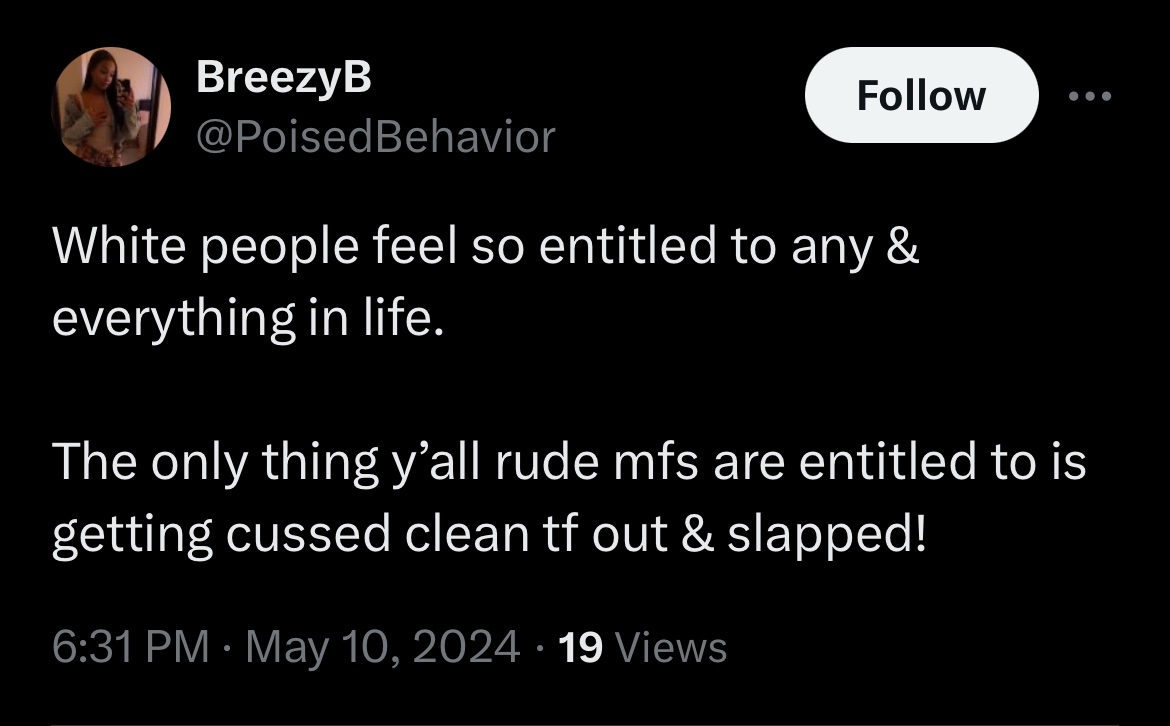 BreezyB
@PoisedBehavior
Follow
White people feel so entitled to any &
everything in life.
The only thing y’all rude mfs are entitled to is
getting cussed clean tf out & slapped!
6:31 PM · May 10, 2024 · 19 Views